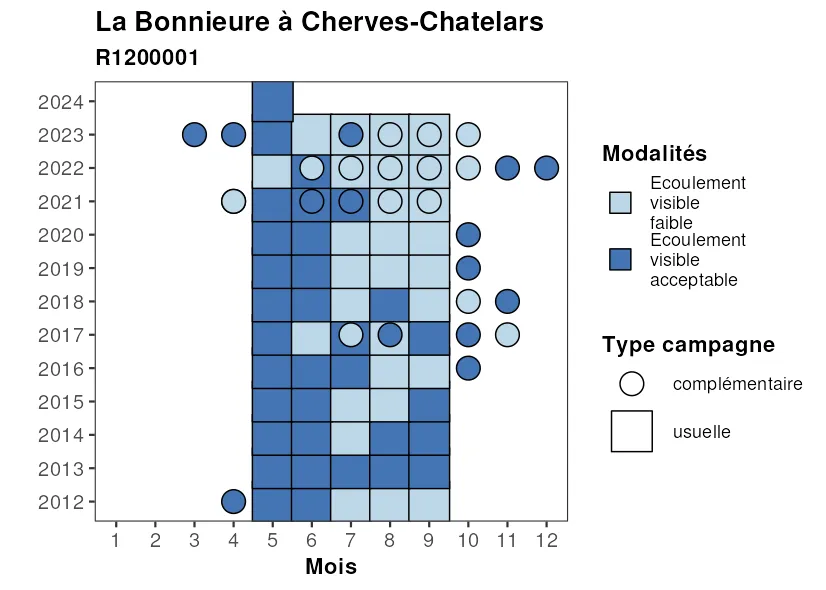 La Bonnieure à Cherves-Chatelars
R1200001
2024
2023
2022
2021
2020
2019
2018
2017
2016
2015
2014
2013
2012
1 2 3 4 5 6 7 8 9 10 11 12
Mois
Modalités
Ecoulement
visible
faible
Ecoulement
visible
acceptable
Type campagne
complémentaire
usuelle